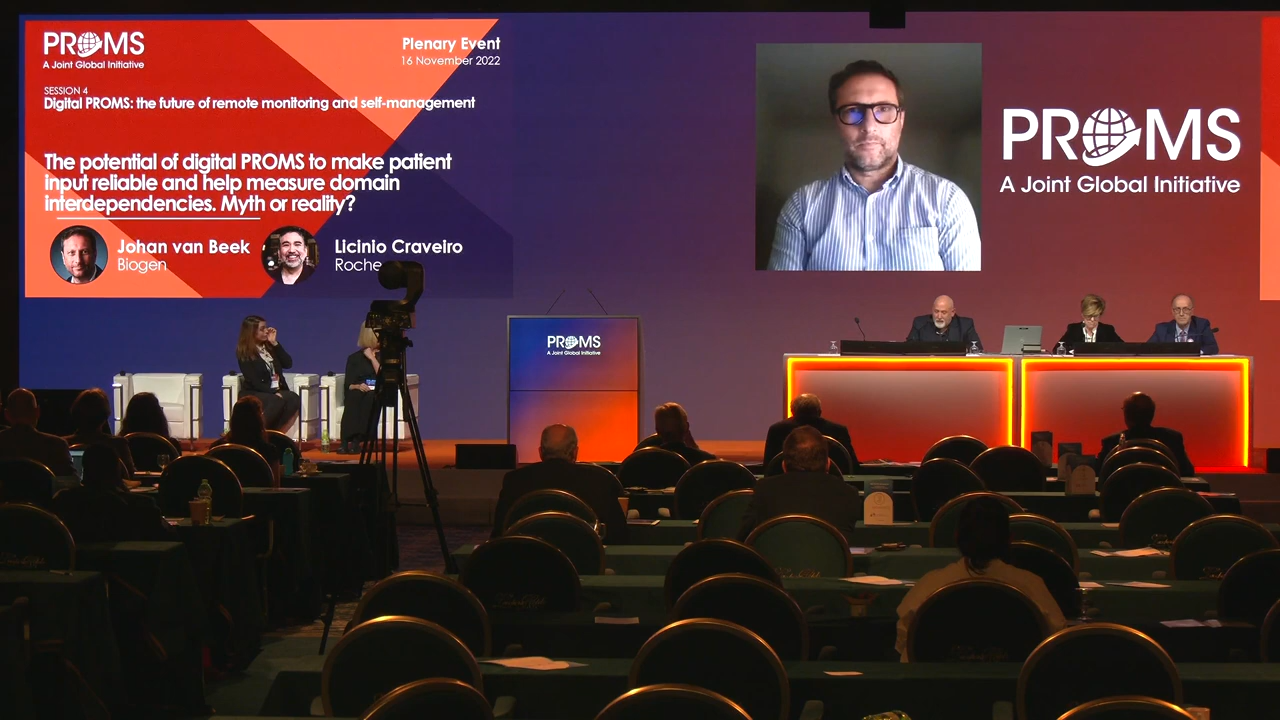 PROMS
A Joint Global Initiative
Plenary Event
16 November 2022
SESSION 4
Digital PROMS: the future of remote monitoring and self-management
The potential of digital PROMS to make patient
input reliable and help measure domain
interdependencies. Myth or reality?
Johan van Beek
Biogen
Licinio Craveiro
Roche
PROMS
A Joint Global Initiative
PROMS
A Joint Global Initiative